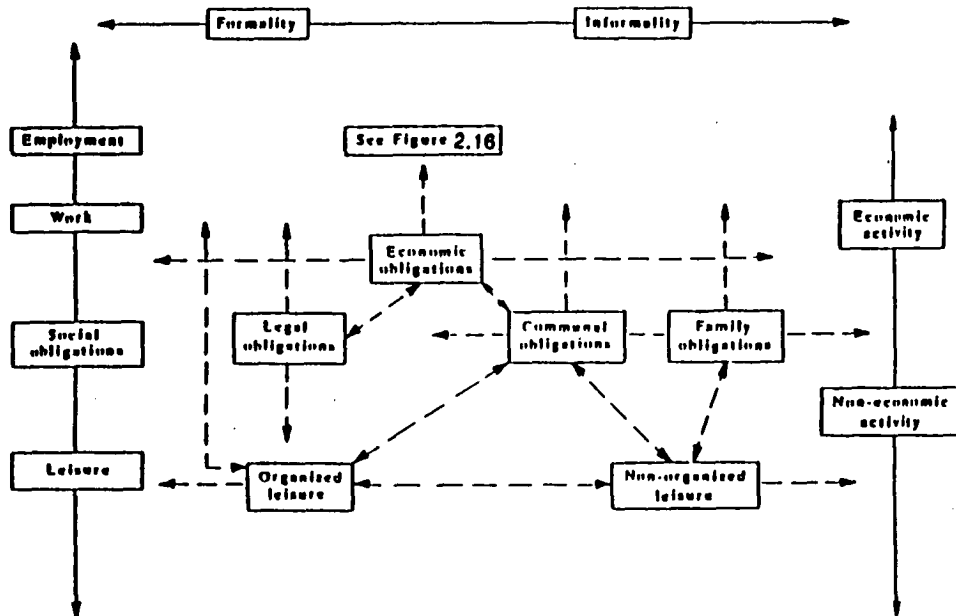 Formality
Informality
Employment
See Figure 2.16
Work
Economic
activity
Economic
obligations
Social
obligations
Legal
obligations
Communal
obligations
Family
obligations
Non-economic
activity
Leisure
Organized
leisure
Non-organized
leisure